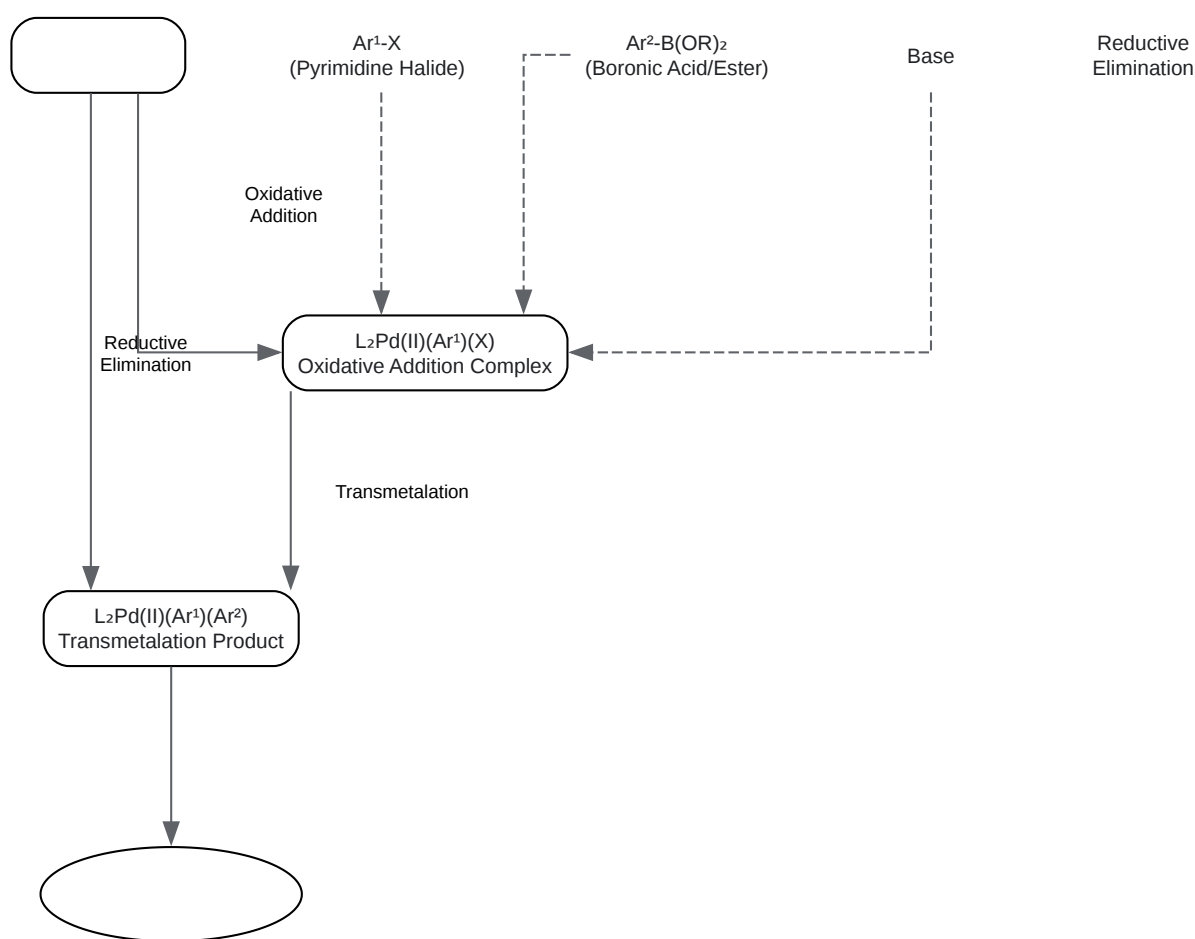 Ar¹-X
(Pyrimidine Halide)
Ar²-B(OR)₂
(Boronic Acid/Ester)
Base
Reductive
Elimination
Oxidative
Addition
Reductive
Elimination
L₂Pd(II)(Ar¹)(X)
Oxidative Addition Complex
Transmetalation
L₂Pd(II)(Ar¹)(Ar²)
Transmetalation Product